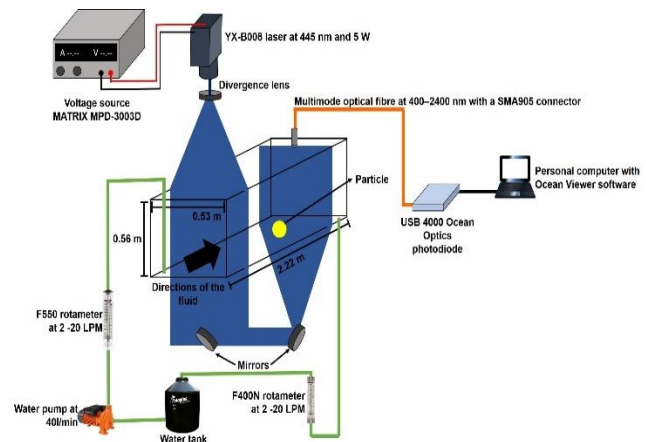 A --.-- V --.--
YX-B008 laser at 445 nm and 5 W
Divergence lens
Voltage source
MATRIX MPD-3003D
Multimode optical fibre at 400–2400 nm with a SMA905 connector
Particle
Personal computer with
Ocean Viewer software
USB 4000 Ocean
Optics
photodiode
0.53 m
0.56 m
2.22 m
Directions of the
fluid
F550 rotameter
at 2 -20 LPM
Mirrors
F400N rotameter
at 2 -20 LPM
Water pump at
40l/min
Water tank